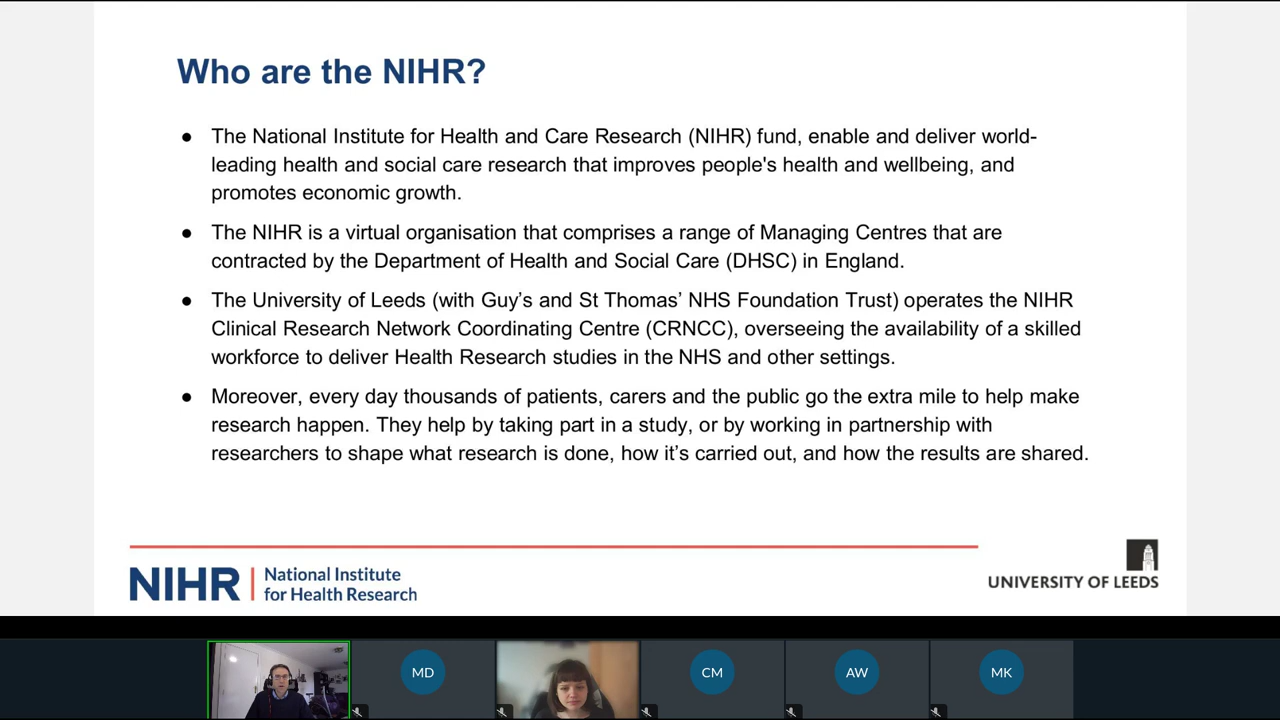 Who are the NIHR?
● The National Institute for Health and Care Research (NIHR) fund, enable and deliver world-
leading health and social care research that improves people's health and wellbeing, and
promotes economic growth.
● The NIHR is a virtual organisation that comprises a range of Managing Centres that are
contracted by the Department of Health and Social Care (DHSC) in England.
● The University of Leeds (with Guy’s and St Thomas’ NHS Foundation Trust) operates the NIHR
Clinical Research Network Coordinating Centre (CRNCC), overseeing the availability of a skilled
workforce to deliver Health Research studies in the NHS and other settings.
● Moreover, every day thousands of patients, carers and the public go the extra mile to help make
research happen. They help by taking part in a study, or by working in partnership with
researchers to shape what research is done, how it’s carried out, and how the results are shared.
NIHR | National Institute
for Health Research
UNIVERSITY OF LEEDS
MD
CM
AW
MK